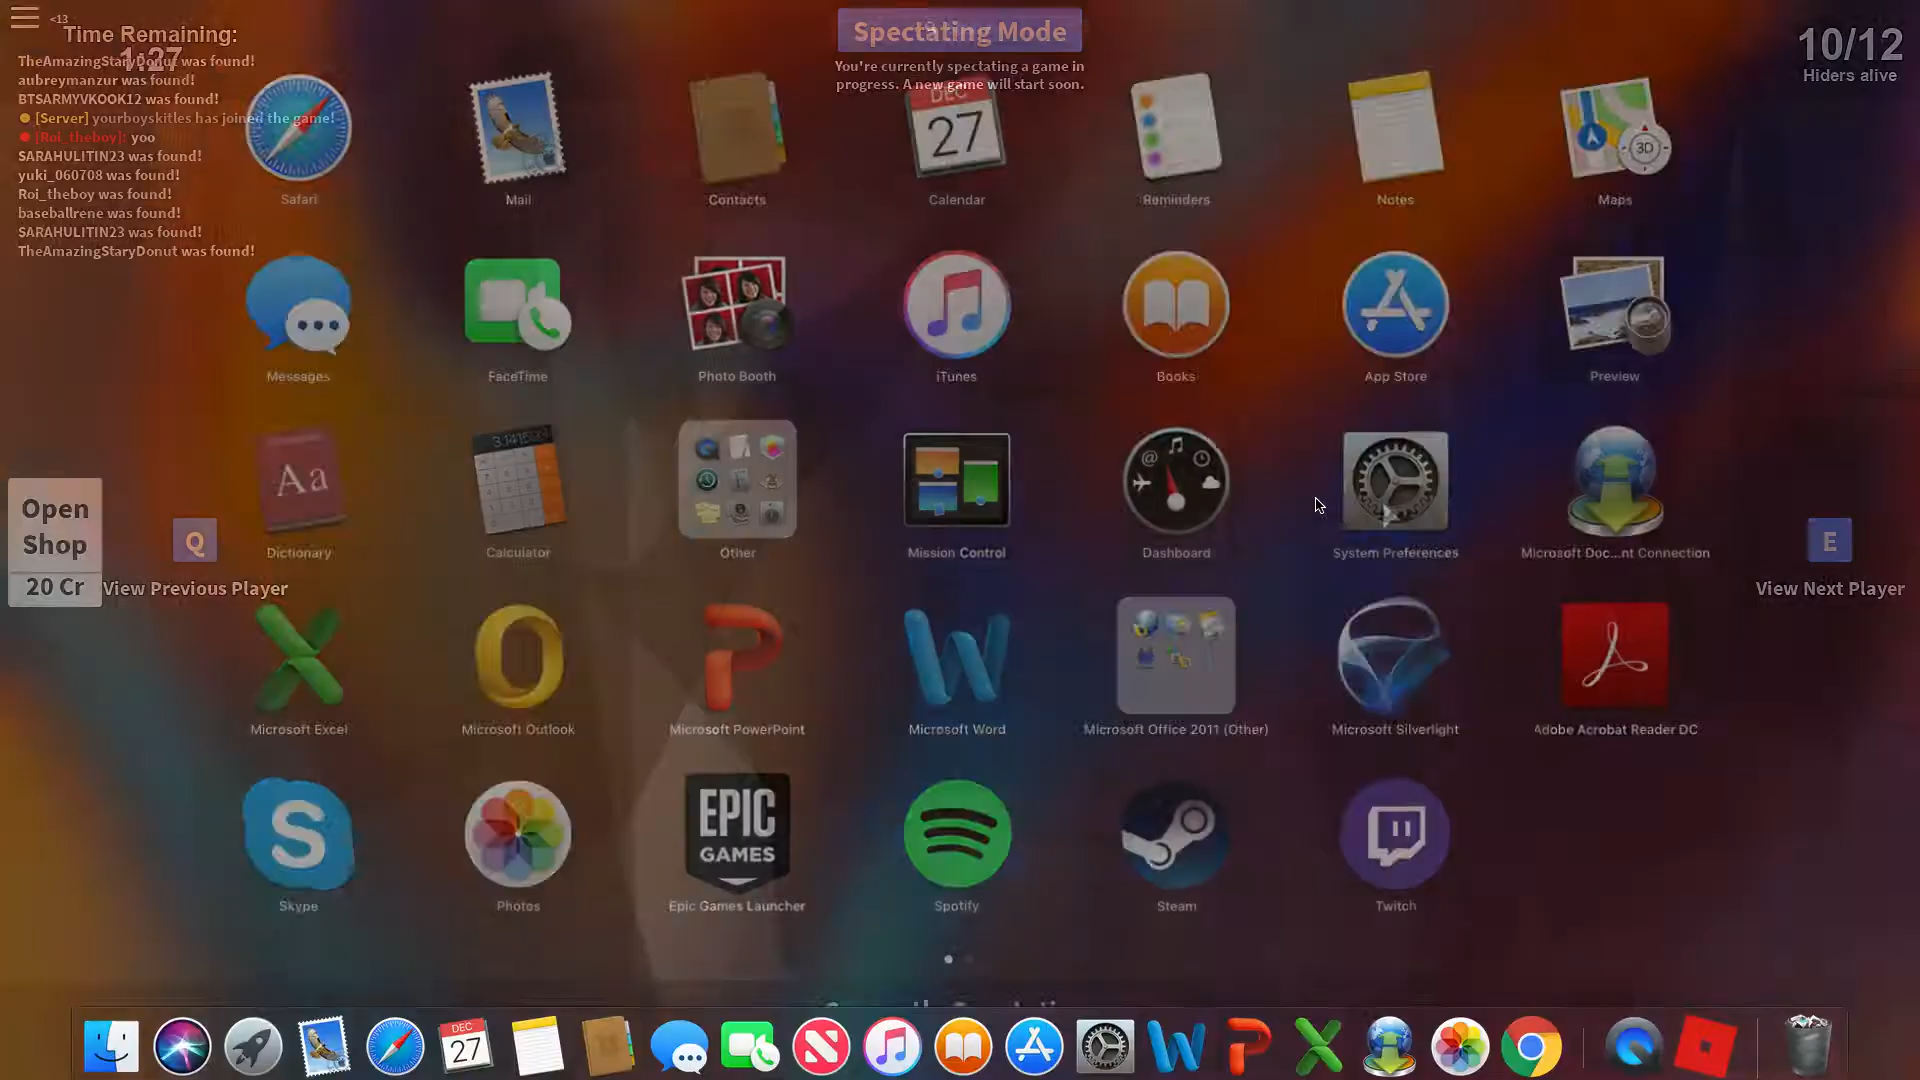 <13
Time Remaining:
1:27
TheAmazingStaryDonut was found!
aubreymanzur was found!
BTSARMYVKOOK12 was found!
[Server] yourboyskitles has joined the game!
[Roi_theboy]: yoo
SARAHULITIN23 was found!
yuki_060708 was found!
Roi_theboy was found!
baseballrene was found!
SARAHULITIN23 was found!
TheAmazingStaryDonut was found!
Spectating Mode
You're currently spectating a game in
progress. A new game will start soon.
10/12
Hiders alive
DEC
27
3D
Safari
Mail
Contacts
Calendar
Reminders
Notes
Maps
Messages
FaceTime
Photo Booth
iTunes
Books
App Store
Preview
Aa
Dictionary
Calculator
Other
Mission Control
Dashboard
System Preferences
Microsoft Doc...nt Connection
Open
Shop
20 Cr
Q
View Previous Player
E
View Next Player
Microsoft Excel
Microsoft Outlook
Microsoft PowerPoint
Microsoft Word
Microsoft Office 2011 (Other)
Microsoft Silverlight
Adobe Acrobat Reader DC
EPIC
GAMES
Skype
Photos
Epic Games Launcher
Spotify
Steam
Twitch
DEC
27